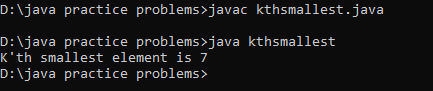 D:\java practice problems>javac kthsmallest.java
D:\java practice problems>java kthsmallest
K'th smallest element is 7
D:\java practice problems>